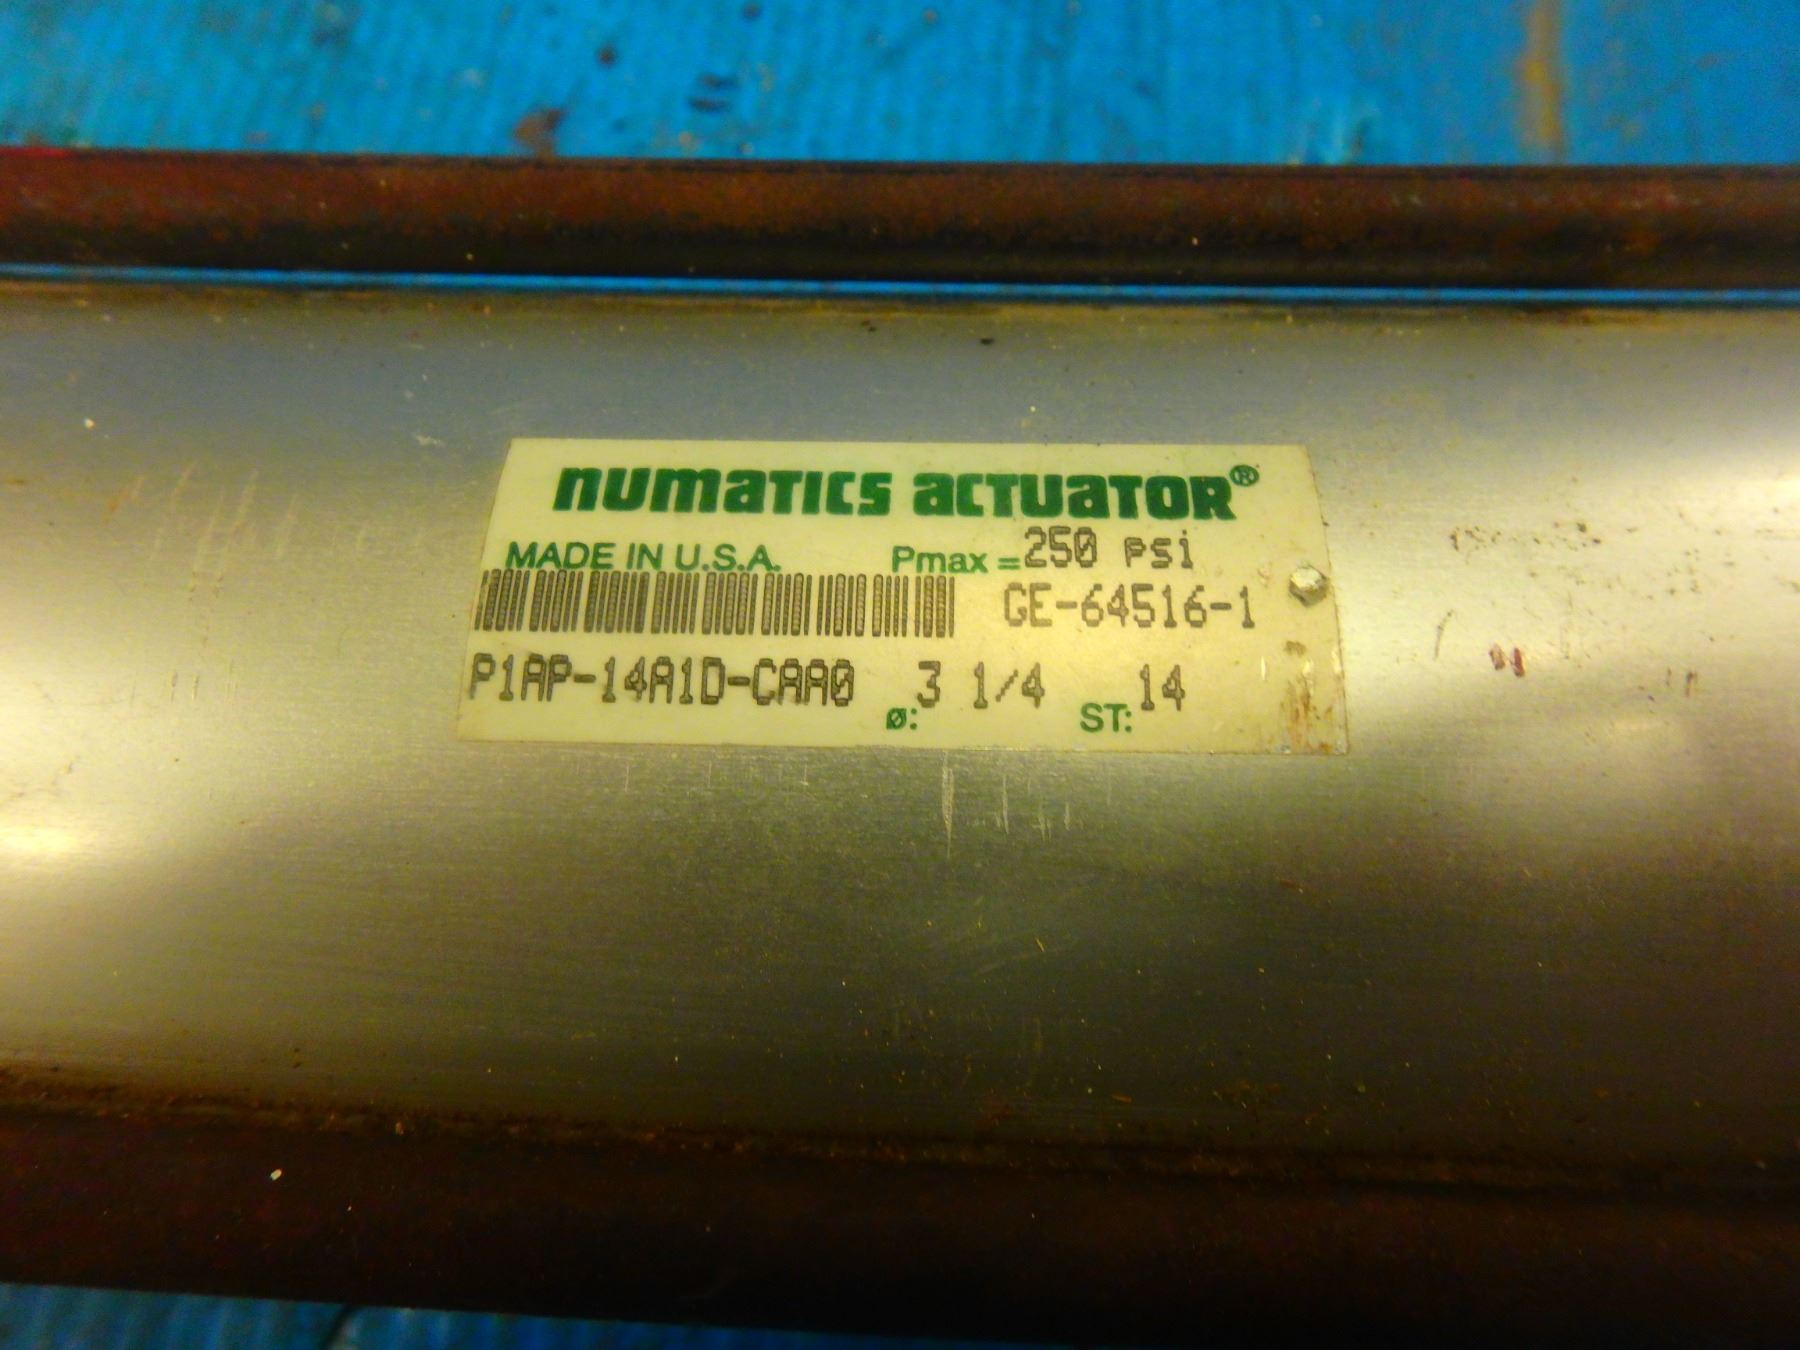 numatics actuator®
MADE IN U.S.A. Pmax = 250 psi
GE-64516-1
P1AP-14A1D-CAA0 ø: 3 1/4 ST: 14